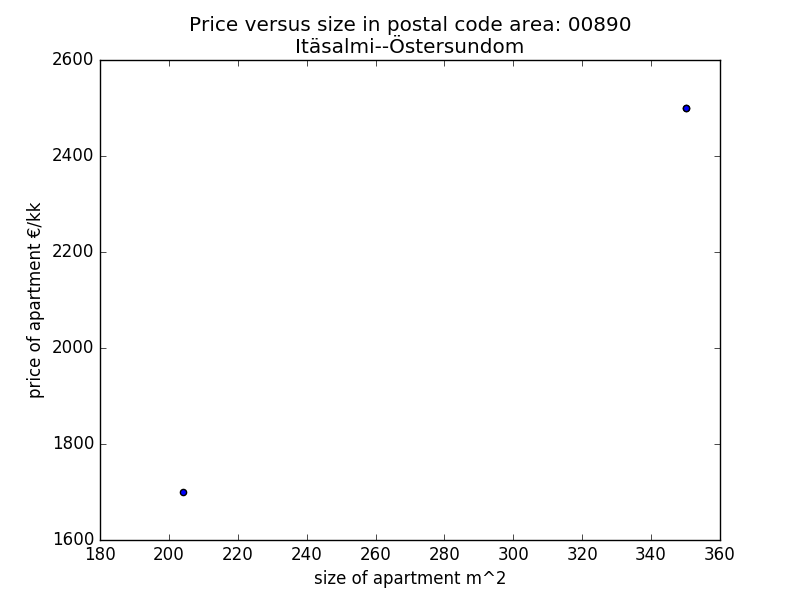 Price versus size in postal code area: 00890
Itäsalmi--Östersundom
2600
2400
2200
2000
1800
1600
price of apartment €/kk
180 200 220 240 260 280 300 320 340 360
size of apartment m^2